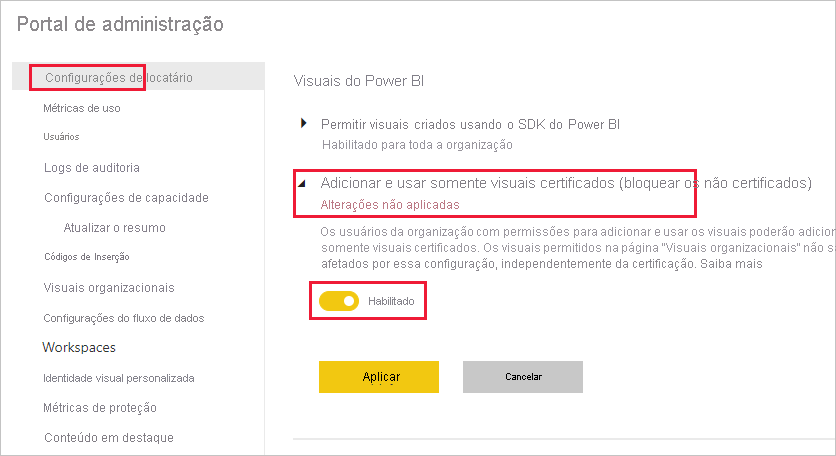 Portal de administração
Configurações de locatário
Métricas de uso
Usuários
Logs de auditoria
Configurações de capacidade
Atualizar o resumo
Códigos de Inserção
Visuais organizacionais
Configurações do fluxo de dados
Workspaces
Identidade visual personalizada
Métricas de proteção
Conteúdo em destaque
Visuais do Power BI
Permitir visuais criados usando o SDK do Power BI
Habilitado para toda a organização
Adicionar e usar somente visuais certificados (bloquear os não certificados)
Alterações não aplicadas
Os usuários da organização com permissões para adicionar e usar os visuais poderão adicionar
somente visuais certificados. Os visuais permitidos na página "Visuais organizacionais" não
afetados por essa configuração, independentemente da certificação. Saiba mais
Habilitado
Aplicar
Cancelar